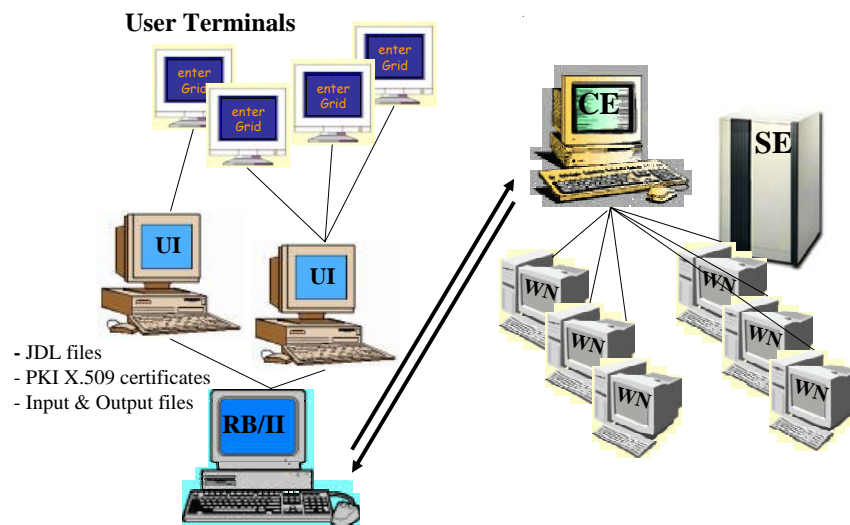 User Terminals
enter
Grid
enter
Grid
enter
Grid
enter
Grid
CE
SE
UI
UI
WN
WN
WN
WN
WN
WN
- JDL files
- PKI X.509 certificates
- Input & Output files
RB/II